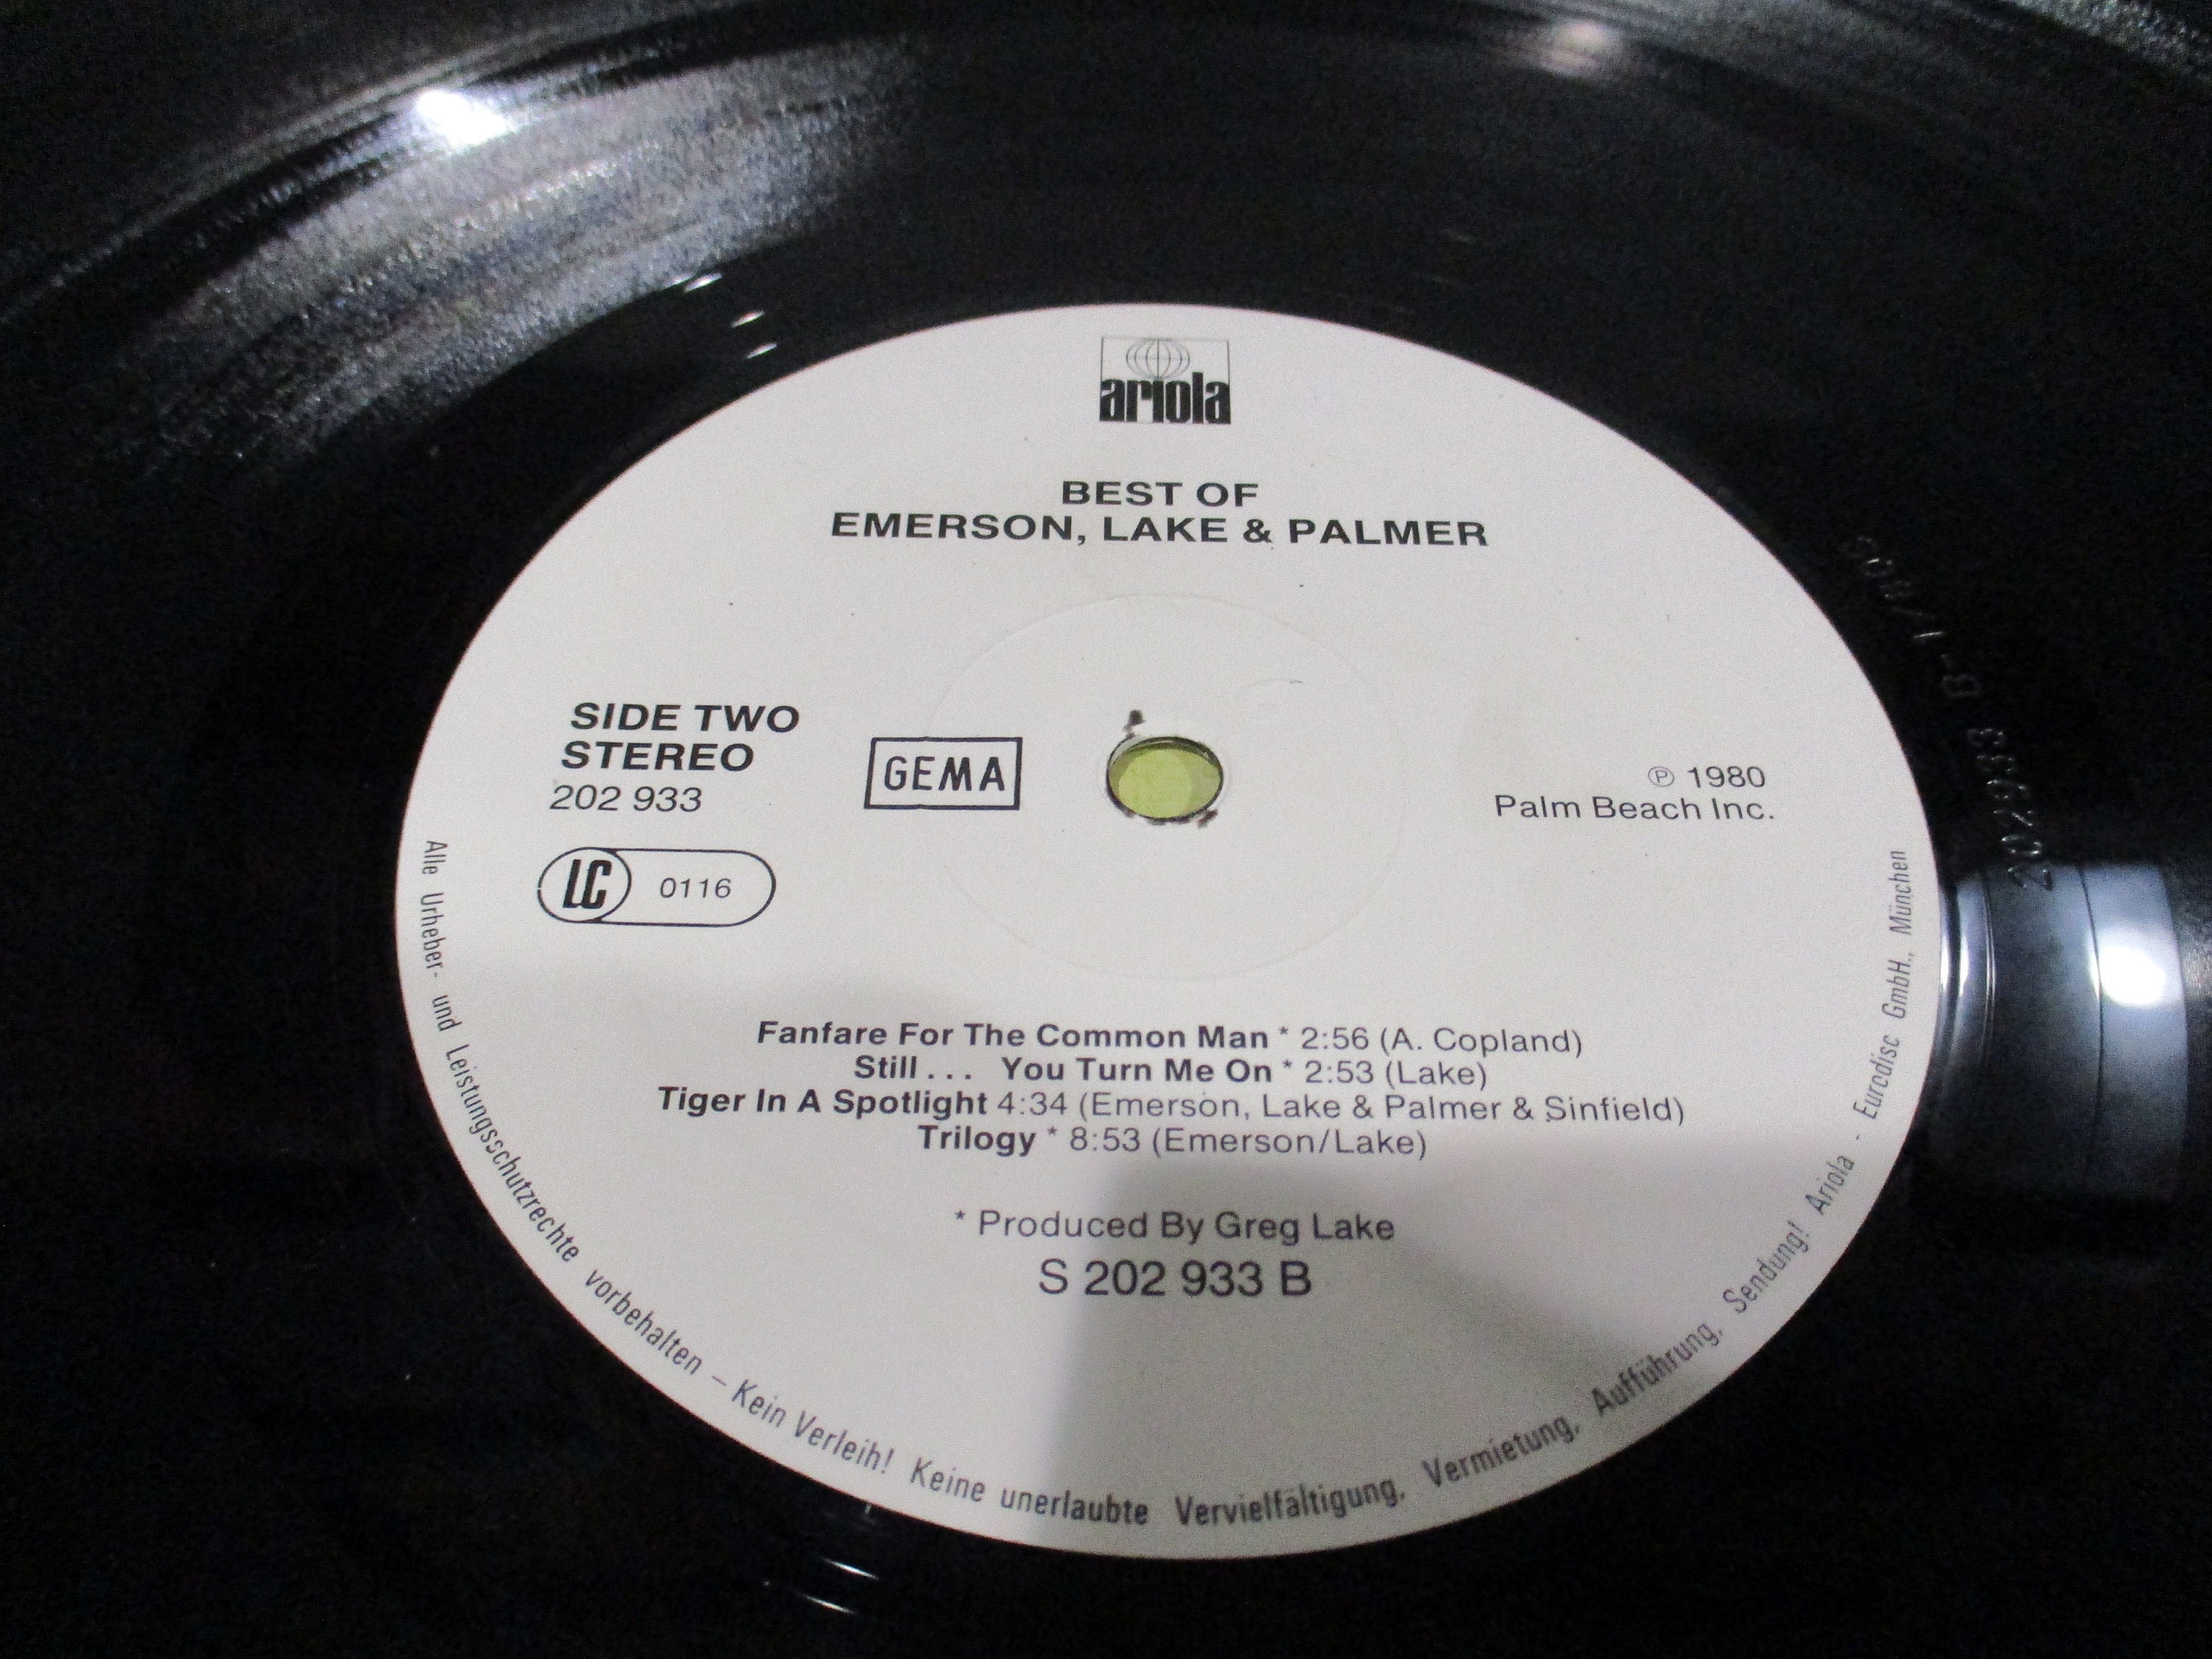 ariola
BEST OF
EMERSON, LAKE & PALMER
SIDE TWO
STEREO
202 933
GEMA
LC 0116
℗ 1980
Palm Beach Inc.
Fanfare For The Common Man * 2:56 (A. Copland)
Still . . . You Turn Me On * 2:53 (Lake)
Tiger In A Spotlight 4:34 (Emerson, Lake & Palmer & Sinfield)
Trilogy * 8:53 (Emerson/Lake)
* Produced By Greg Lake
S 202 933 B
Alle Urheber- und Leistungsschutzrechte vorbehalten – Kein Verleih! Keine unerlaubte Vervielfältigung, Vermietung, Aufführung, Sendung! Ariola - Eurodisc GmbH., München